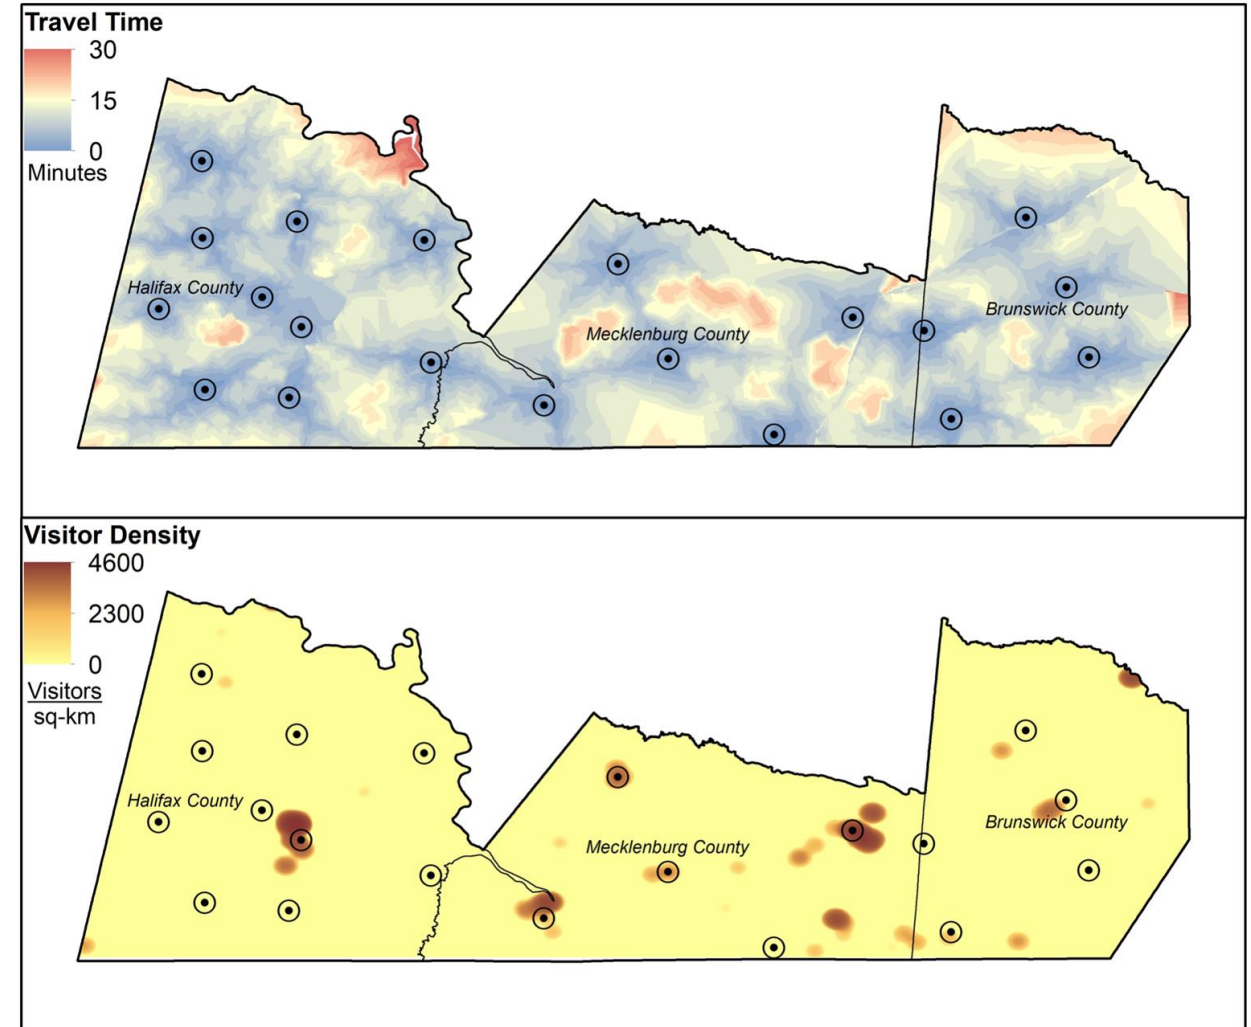 Travel Time
30
15
0
Minutes
Halifax County
Mecklenburg County
Brunswick County
Visitor Density
4600
2300
0
Visitors
sq-km
Halifax County
Mecklenburg County
Brunswick County